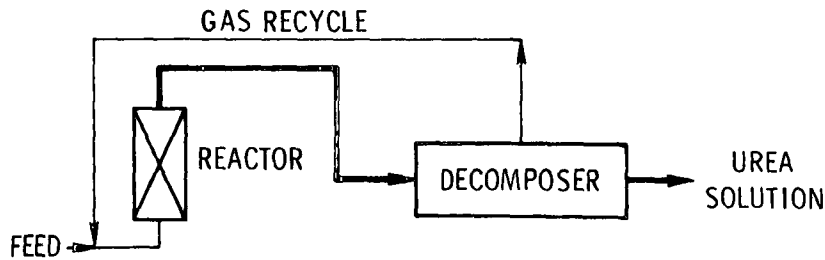 GAS RECYCLE
REACTOR
DECOMPOSER
UREA
SOLUTION
FEED